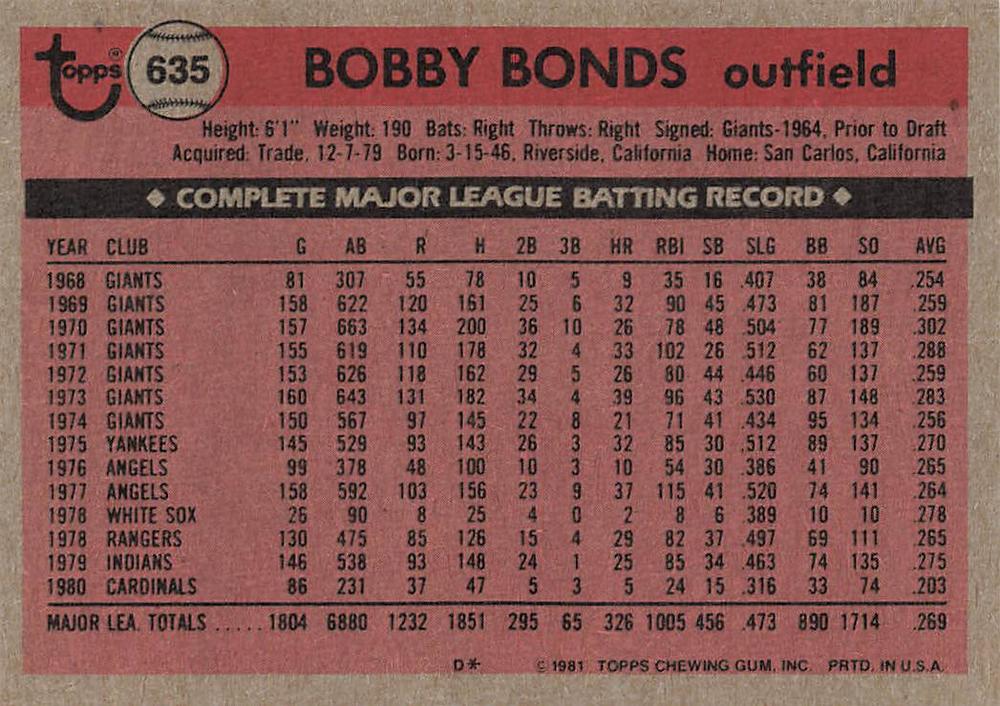 Topps® 635 BOBBY BONDS outfield
Height: 6'1" Weight: 190 Bats: Right Throws: Right Signed: Giants-1964, Prior to Draft
Acquired: Trade, 12-7-79 Born: 3-15-46, Riverside, California Home: San Carlos, California
◆ COMPLETE MAJOR LEAGUE BATTING RECORD ◆
YEAR CLUB G AB R H 2B 3B HR RBI SB SLG BB SO AVG
1968 GIANTS 81 307 55 78 10 5 9 35 16 .407 38 84 .254
1969 GIANTS 158 622 120 161 25 6 32 90 45 .473 81 187 .259
1970 GIANTS 157 663 134 200 36 10 26 78 48 .504 77 189 .302
1971 GIANTS 155 619 110 178 32 4 33 102 26 .512 62 137 .288
1972 GIANTS 153 626 118 162 29 5 26 80 44 .446 60 137 .259
1973 GIANTS 160 643 131 182 34 4 39 96 43 .530 87 148 .283
1974 GIANTS 150 567 97 145 22 8 21 71 41 .434 95 134 .256
1975 YANKEES 145 529 93 143 26 3 32 85 30 .512 89 137 .270
1976 ANGELS 99 378 48 100 10 3 10 54 30 .386 41 90 .265
1977 ANGELS 158 592 103 156 23 9 37 115 41 .520 74 141 .264
1978 WHITE SOX 26 90 8 25 4 0 2 8 6 .389 10 10 .278
1978 RANGERS 130 475 85 126 15 4 29 82 37 .497 69 111 .265
1979 INDIANS 146 538 93 148 24 1 25 85 34 .463 74 135 .275
1980 CARDINALS 86 231 37 47 5 3 5 24 15 .316 33 74 .203
MAJOR LEA. TOTALS ..... 1804 6880 1232 1851 295 65 326 1005 456 .473 890 1714 .269
D* © 1981 TOPPS CHEWING GUM, INC. PRTD. IN U.S.A.